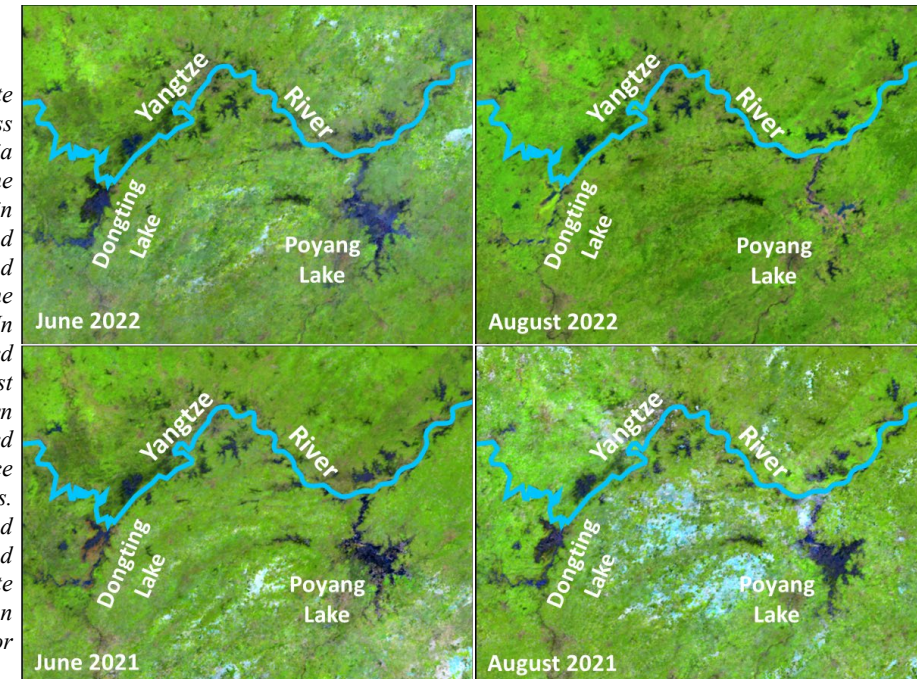 Yangtze
River
Dongting
Lake
Poyang
Lake
June 2022
Yangtze
River
Dongting
Lake
Poyang
Lake
August 2022
Yangtze
River
Dongting
Lake
Poyang
Lake
June 2021
Yangtze
River
Dongting
Lake
Poyang
Lake
August 2021